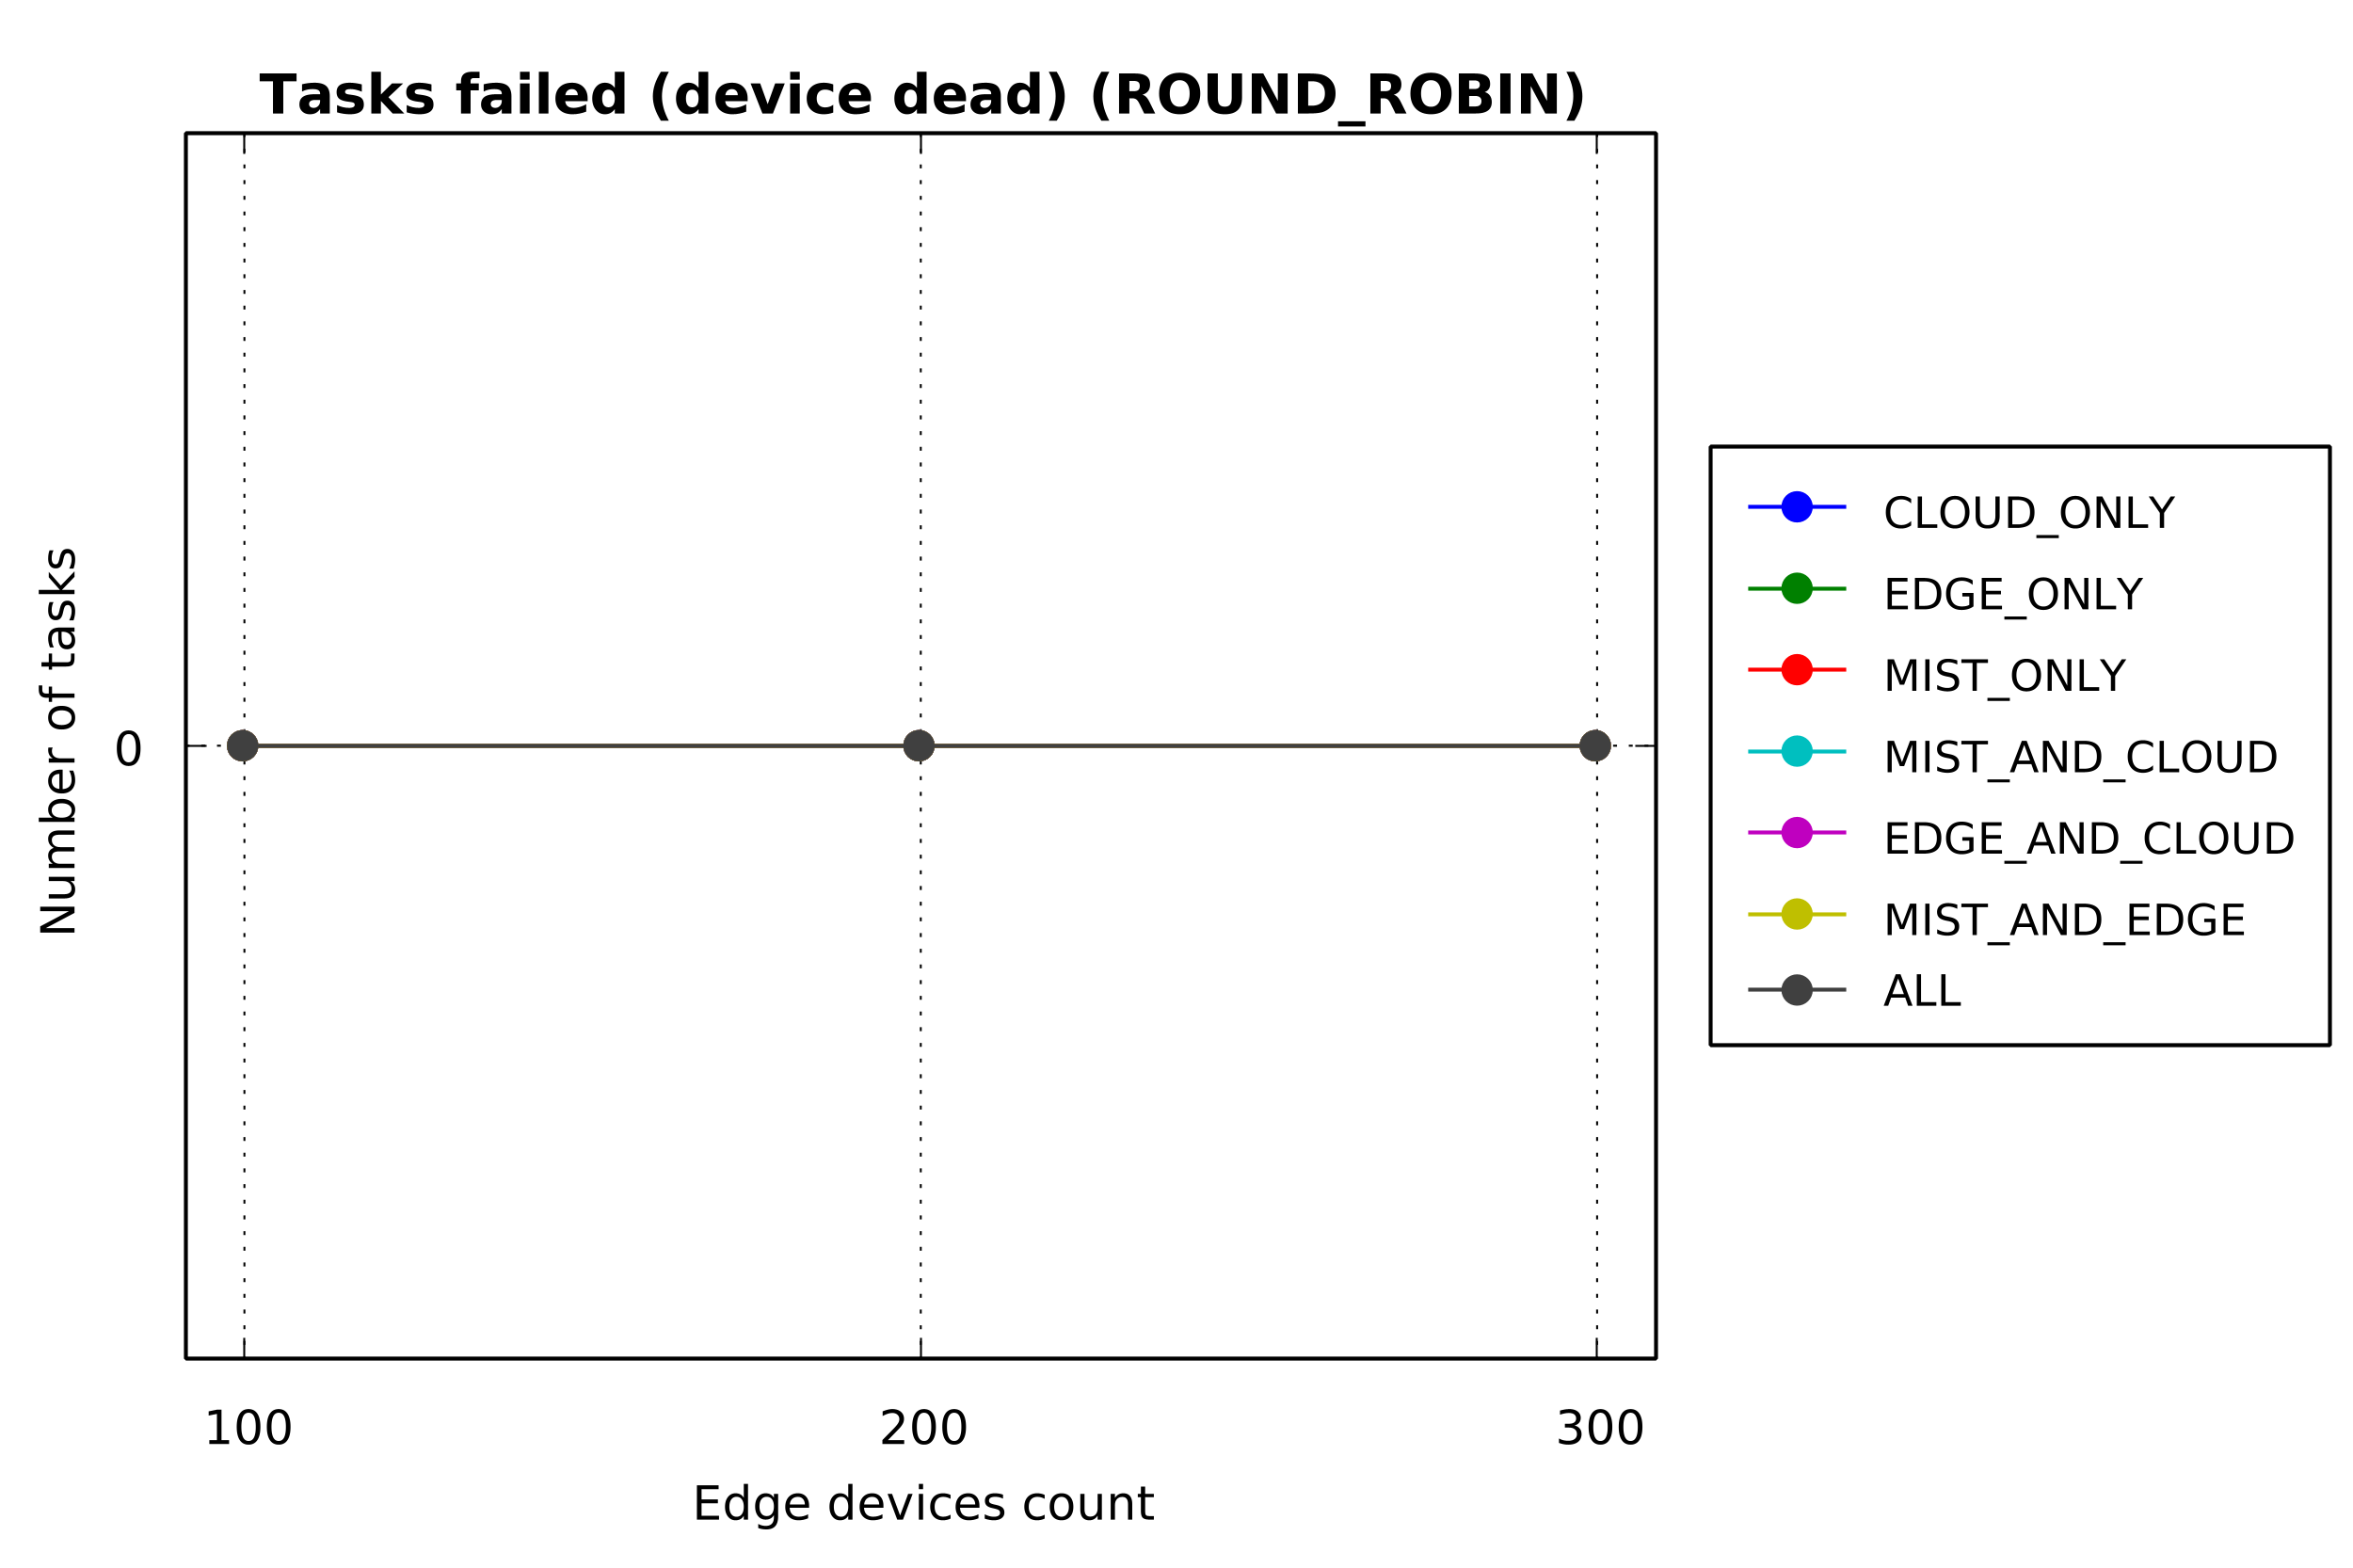 Tasks failed (device dead) (ROUND_ROBIN)
Number of tasks
0
100
200
300
Edge devices count
CLOUD_ONLY
EDGE_ONLY
MIST_ONLY
MIST_AND_CLOUD
EDGE_AND_CLOUD
MIST_AND_EDGE
ALL